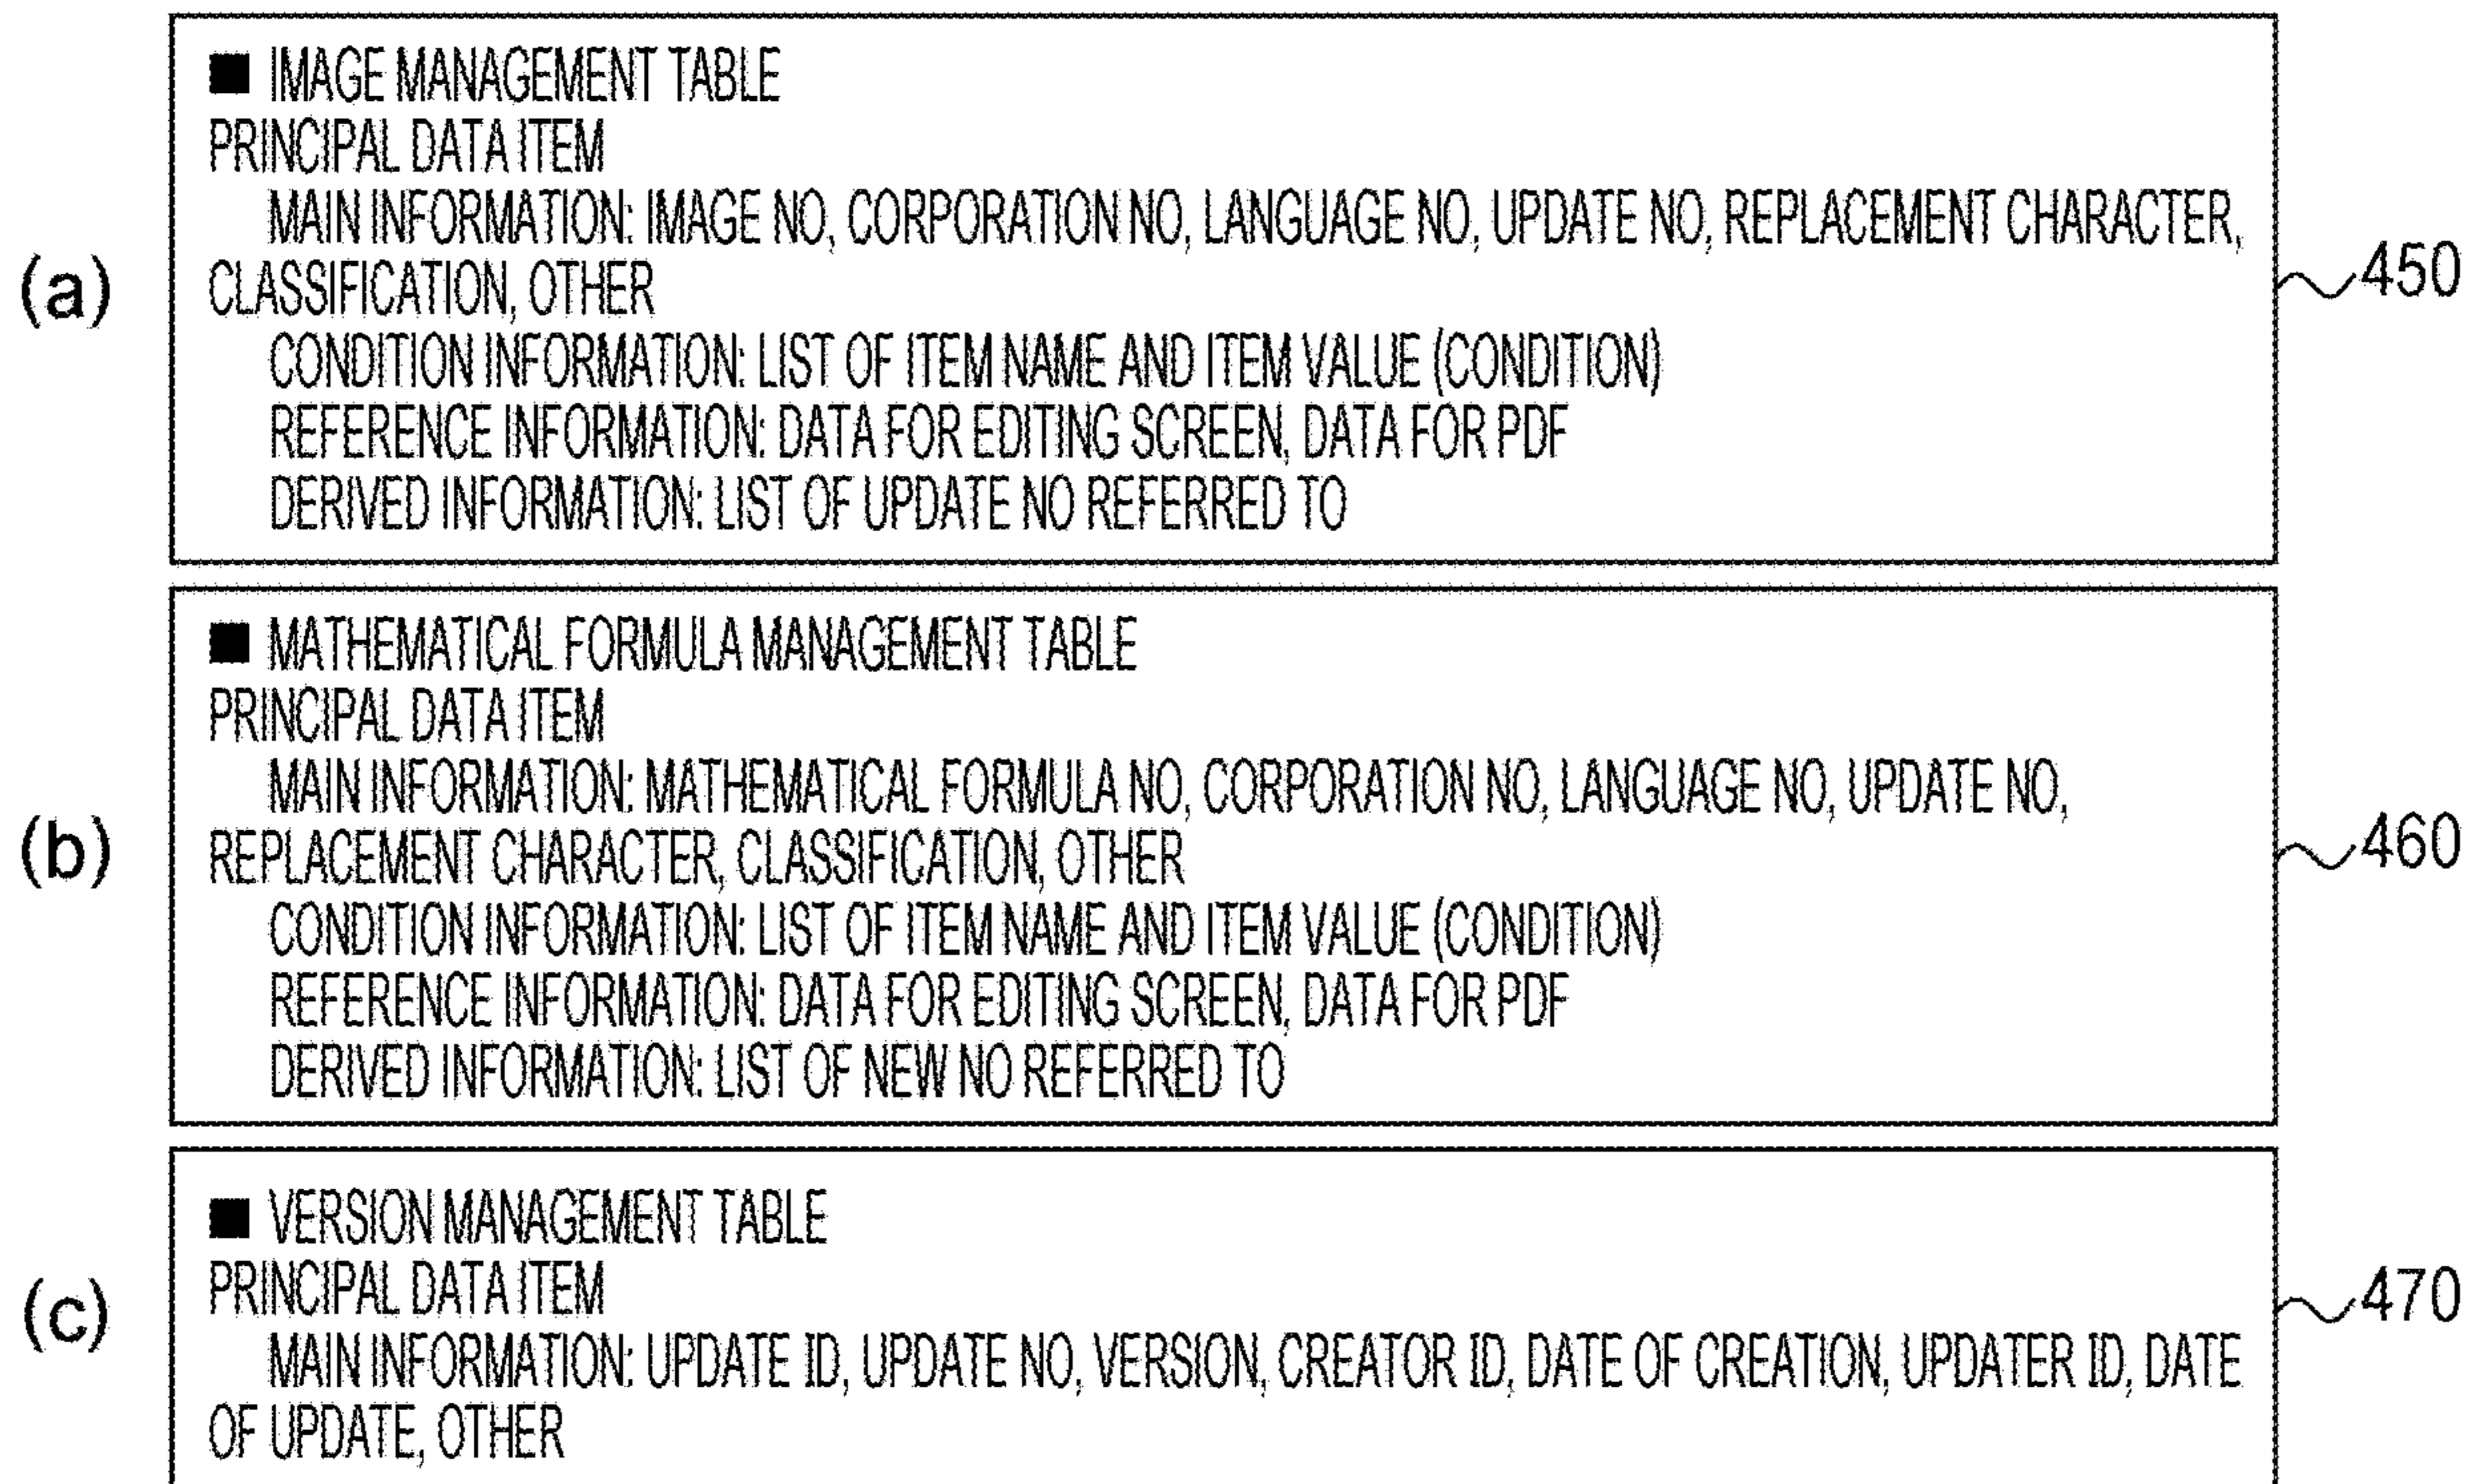 (a)
■ IMAGE MANAGEMENT TABLE
PRINCIPAL DATA ITEM
MAIN INFORMATION: IMAGE NO, CORPORATION NO, LANGUAGE NO, UPDATE NO, REPLACEMENT CHARACTER,
CLASSIFICATION, OTHER
CONDITION INFORMATION: LIST OF ITEM NAME AND ITEM VALUE (CONDITION)
REFERENCE INFORMATION: DATA FOR EDITING SCREEN, DATA FOR PDF
DERIVED INFORMATION: LIST OF UPDATE NO REFERRED TO
450
(b)
■ MATHEMATICAL FORMULA MANAGEMENT TABLE
PRINCIPAL DATA ITEM
MAIN INFORMATION: MATHEMATICAL FORMULA NO, CORPORATION NO, LANGUAGE NO, UPDATE NO,
REPLACEMENT CHARACTER, CLASSIFICATION, OTHER
CONDITION INFORMATION: LIST OF ITEM NAME AND ITEM VALUE (CONDITION)
REFERENCE INFORMATION: DATA FOR EDITING SCREEN, DATA FOR PDF
DERIVED INFORMATION: LIST OF NEW NO REFERRED TO
460
(c)
■ VERSION MANAGEMENT TABLE
PRINCIPAL DATA ITEM
MAIN INFORMATION: UPDATE ID, UPDATE NO, VERSION, CREATOR ID, DATE OF CREATION, UPDATER ID, DATE
OF UPDATE, OTHER
470